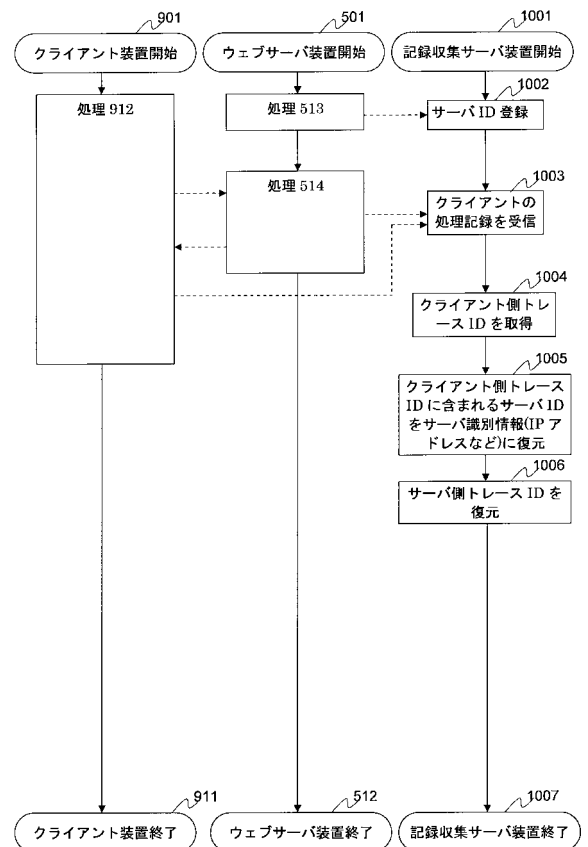 901
501
1001
クライアント装置開始
ウェブサーバ装置開始
記録収集サーバ装置開始
処理 912
処理 513
1002
サーバ ID 登録
処理 514
1003
クライアントの
処理記録を受信
1004
クライアント側トレ
ース ID を取得
1005
クライアント側トレース
ID に含まれるサーバ ID
をサーバ識別情報(IP ア
ドレスなど)に復元
1006
サーバ側トレース ID を
復元
911
512
1007
クライアント装置終了
ウェブサーバ装置終了
記録収集サーバ装置終了